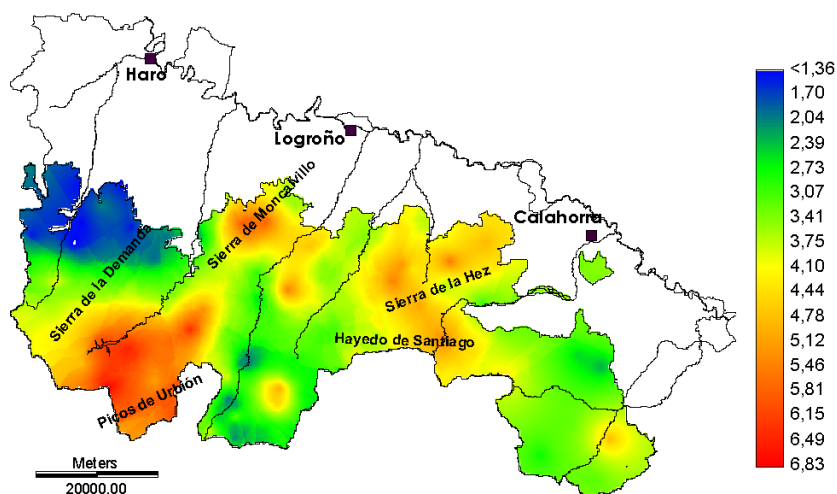 Haro
Logroño
Calahorra
Sierra de la Demanda
Sierra de Moncalvillo
Sierra de la Hez
Hayedo de Santiago
Picos de Urbión
Meters
20000.00
<1,36
1,70
2,04
2,39
2,73
3,07
3,41
3,75
4,10
4,44
4,78
5,12
5,46
5,81
6,15
6,49
6,83